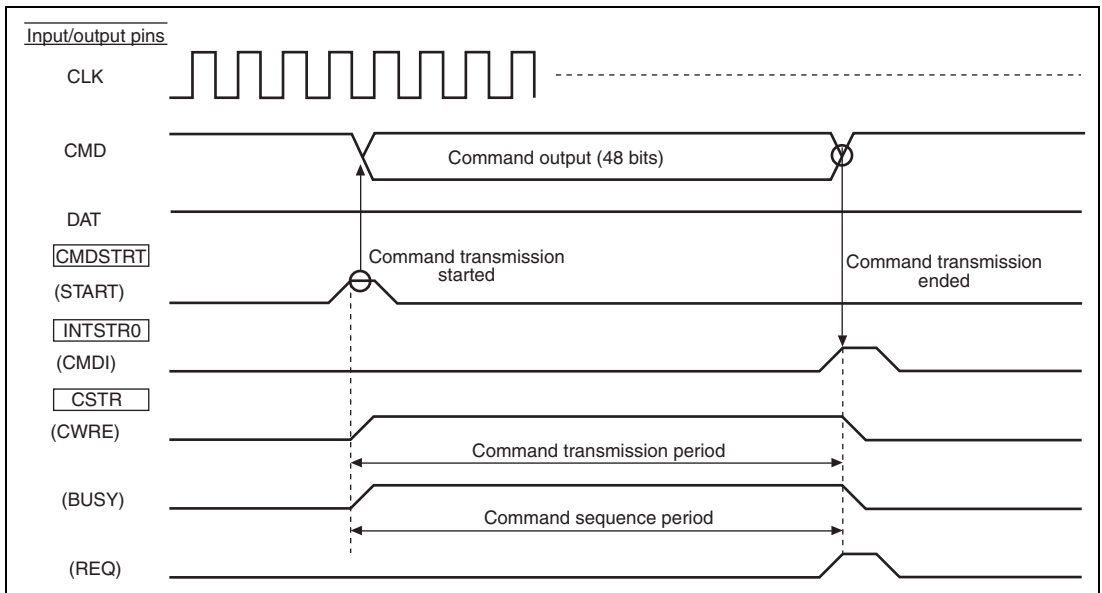 Input/output pins
CLK
CMD
Command output (48 bits)
DAT
CMDSTRT
(START)
Command transmission
started
Command transmission
ended
INTSTR0
(CMDI)
CSTR
(CWRE)
Command transmission period
(BUSY)
Command sequence period
(REQ)